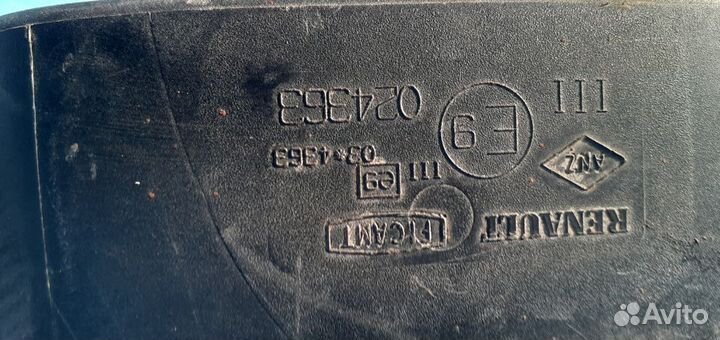 RENAULT
ANZ
e9
III 03*4363
III E9 024363
Avito